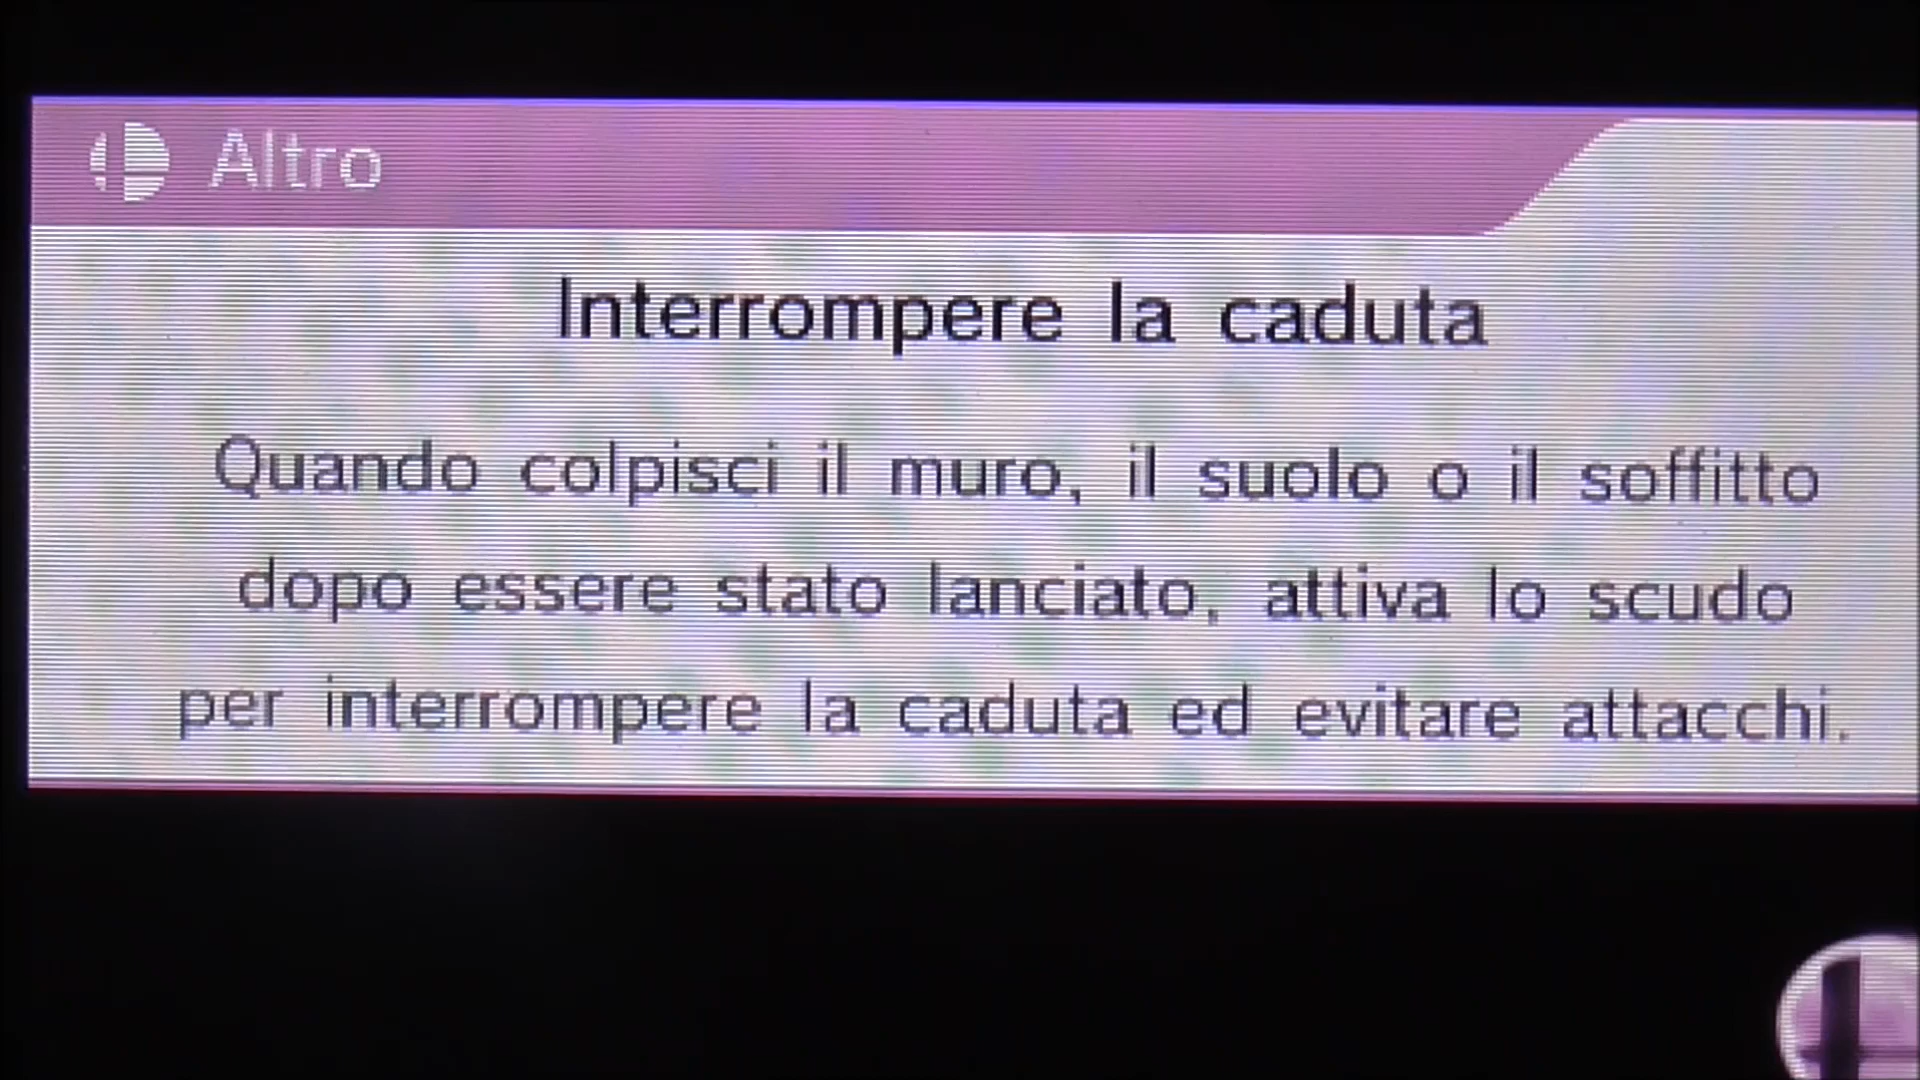 Altro
Interrompere la caduta
Quando colpisci il muro, il suolo o il soffitto
dopo essere stato lanciato, attiva lo scudo
per interrompere la caduta ed evitare attacchi.